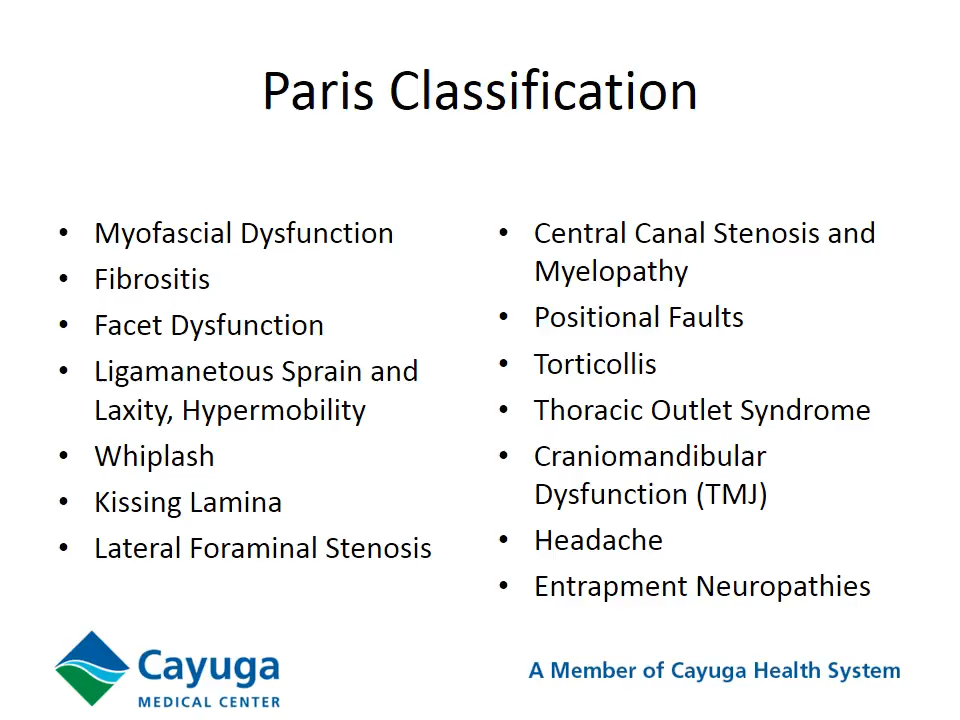 Paris Classification
• Myofascial Dysfunction
• Fibrositis
• Facet Dysfunction
• Ligamanetous Sprain and
Laxity, Hypermobility
• Whiplash
• Kissing Lamina
• Lateral Foraminal Stenosis
• Central Canal Stenosis and
Myelopathy
• Positional Faults
• Torticollis
• Thoracic Outlet Syndrome
• Craniomandibular
Dysfunction (TMJ)
• Headache
• Entrapment Neuropathies
Cayuga
MEDICAL CENTER
A Member of Cayuga Health System